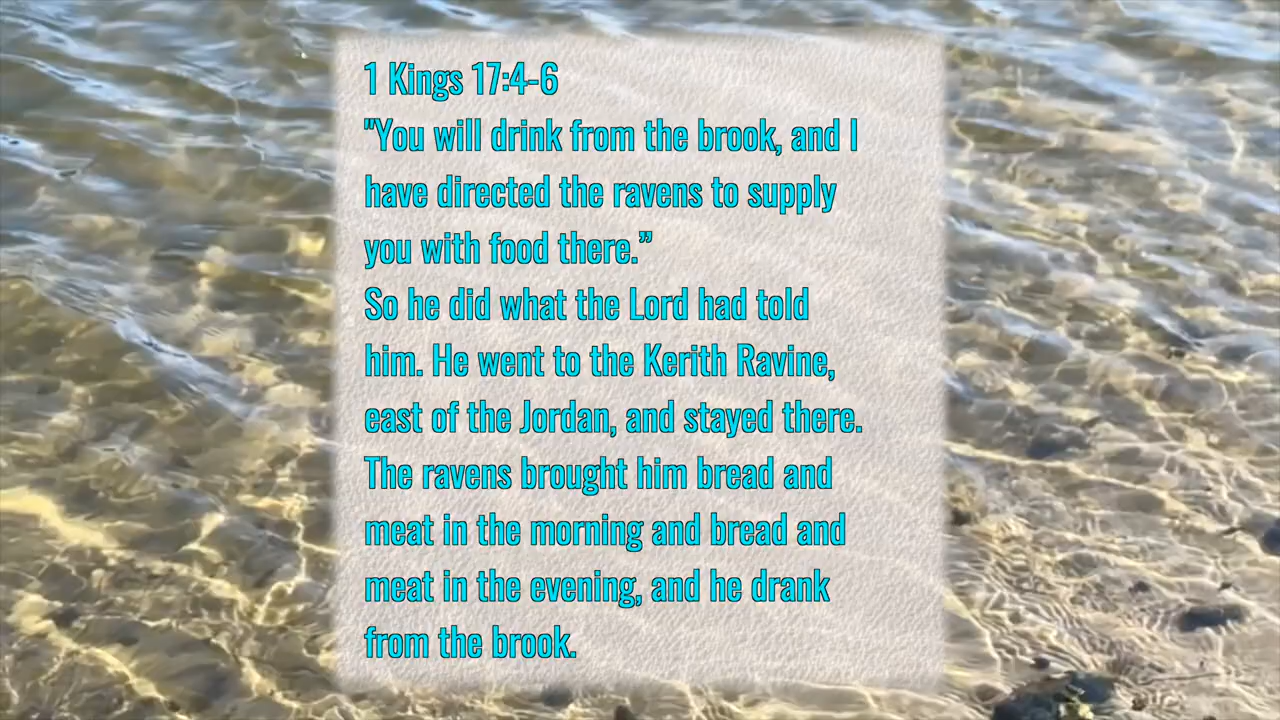 1 Kings 17:4-6
"You will drink from the brook, and I
have directed the ravens to supply
you with food there.”
So he did what the Lord had told
him. He went to the Kerith Ravine,
east of the Jordan, and stayed there.
The ravens brought him bread and
meat in the morning and bread and
meat in the evening, and he drank
from the brook.